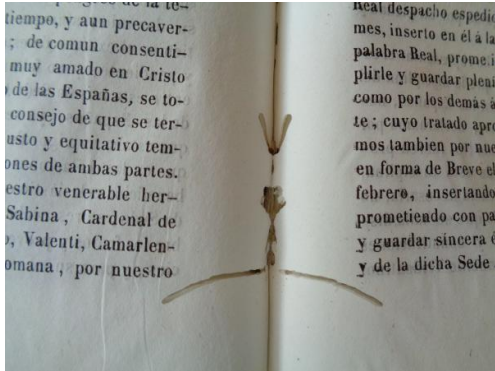 tiempo, y aun precaver-
; de comun consenti-
muy amado en Cristo
de las Españas, se to-
consejo de que se ter-
usto y equitativo tem-
ones de ambas partes.
estro venerable her-
Sabina, Cardenal de
, Valenti, Camarlen-
omana, por nuestro
Real despacho espedi
mes, inserto en él á la
palabra Real, prome
plirle y guardar pleni
como por los demás a
te; cuyo tratado apro
mos tambien por nue
en forma de Breve el
febrero, insertando
prometiendo con pa
y guardar sincera é
y de la dicha Sede